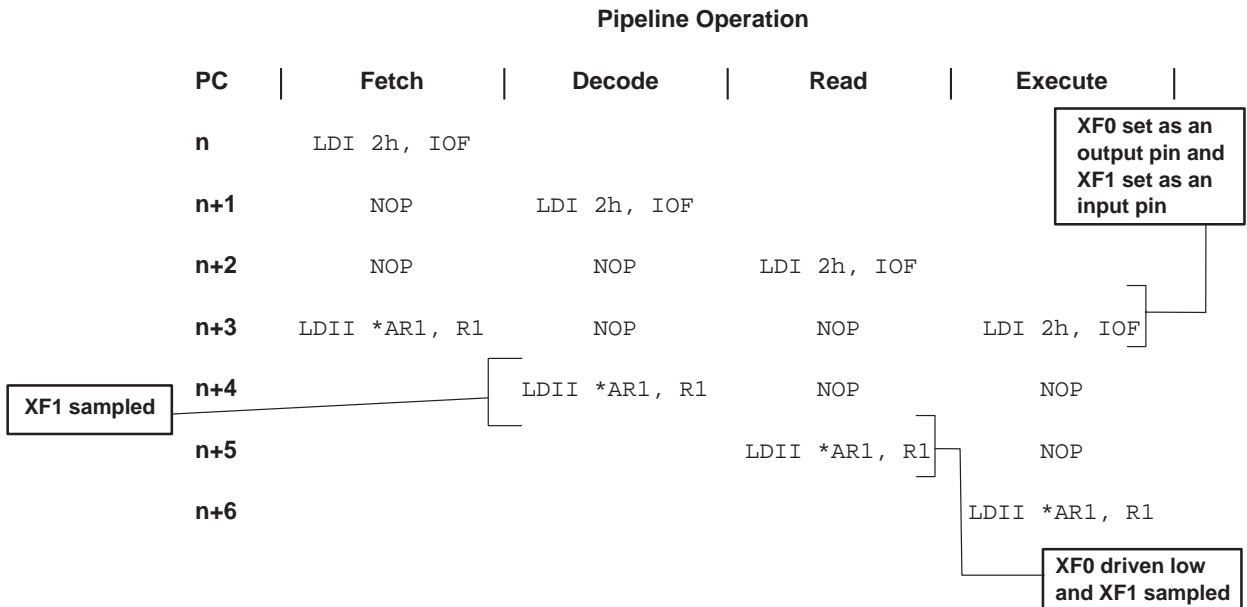 Pipeline Operation
PC | Fetch | Decode | Read | Execute |
n LDI 2h, IOF
XF0 set as an
output pin and
XF1 set as an
input pin
n+1 NOP LDI 2h, IOF
n+2 NOP NOP LDI 2h, IOF
n+3 LDII *AR1, R1 NOP NOP LDI 2h, IOF
n+4 LDII *AR1, R1 NOP NOP
XF1 sampled
n+5 LDII *AR1, R1 NOP
n+6 LDII *AR1, R1
XF0 driven low
and XF1 sampled